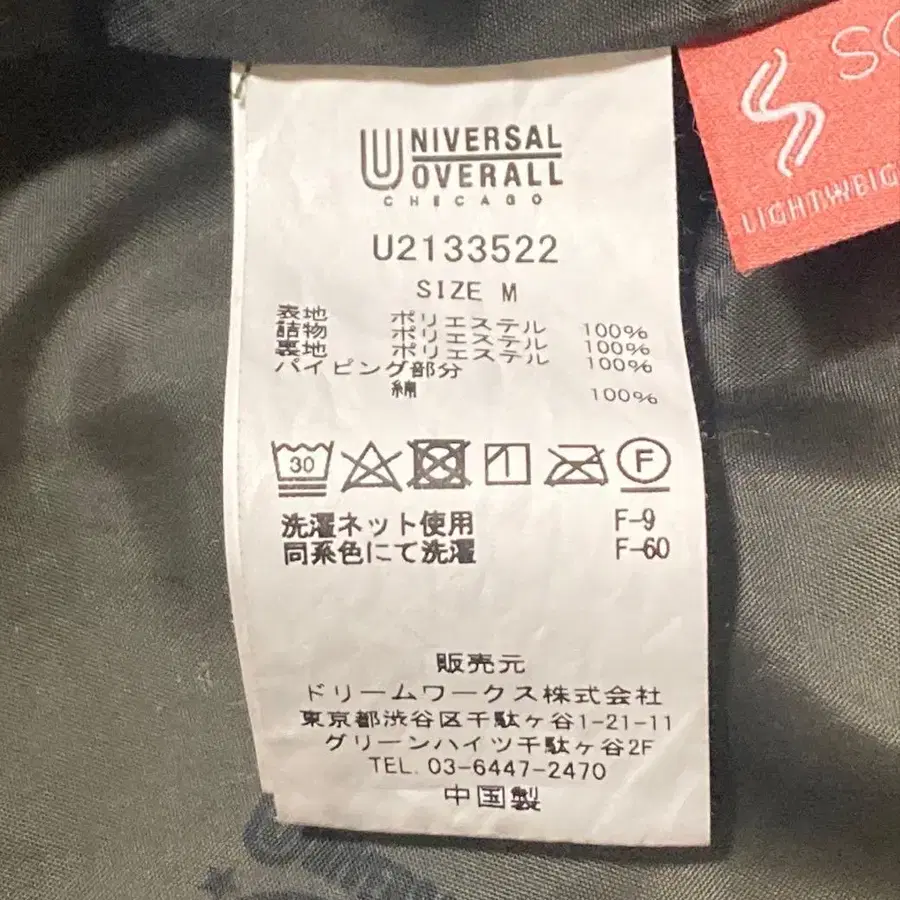 UNIVERSAL
OVERALL
CHECAGO
U2133522
SIZE M
表地 ポリエステル 100%
詰物 ポリエステル 100%
裏地 ポリエステル 100%
パイピング部分
綿 100%
30 F
洗濯ネット使用 F-9
同系色にて洗濯 F-60
販売元
ドリームワークス株式会社
東京都渋谷区千駄ヶ谷1-21-11
グリーンハイツ千駄ヶ谷2F
TEL. 03-6447-2470
中国製